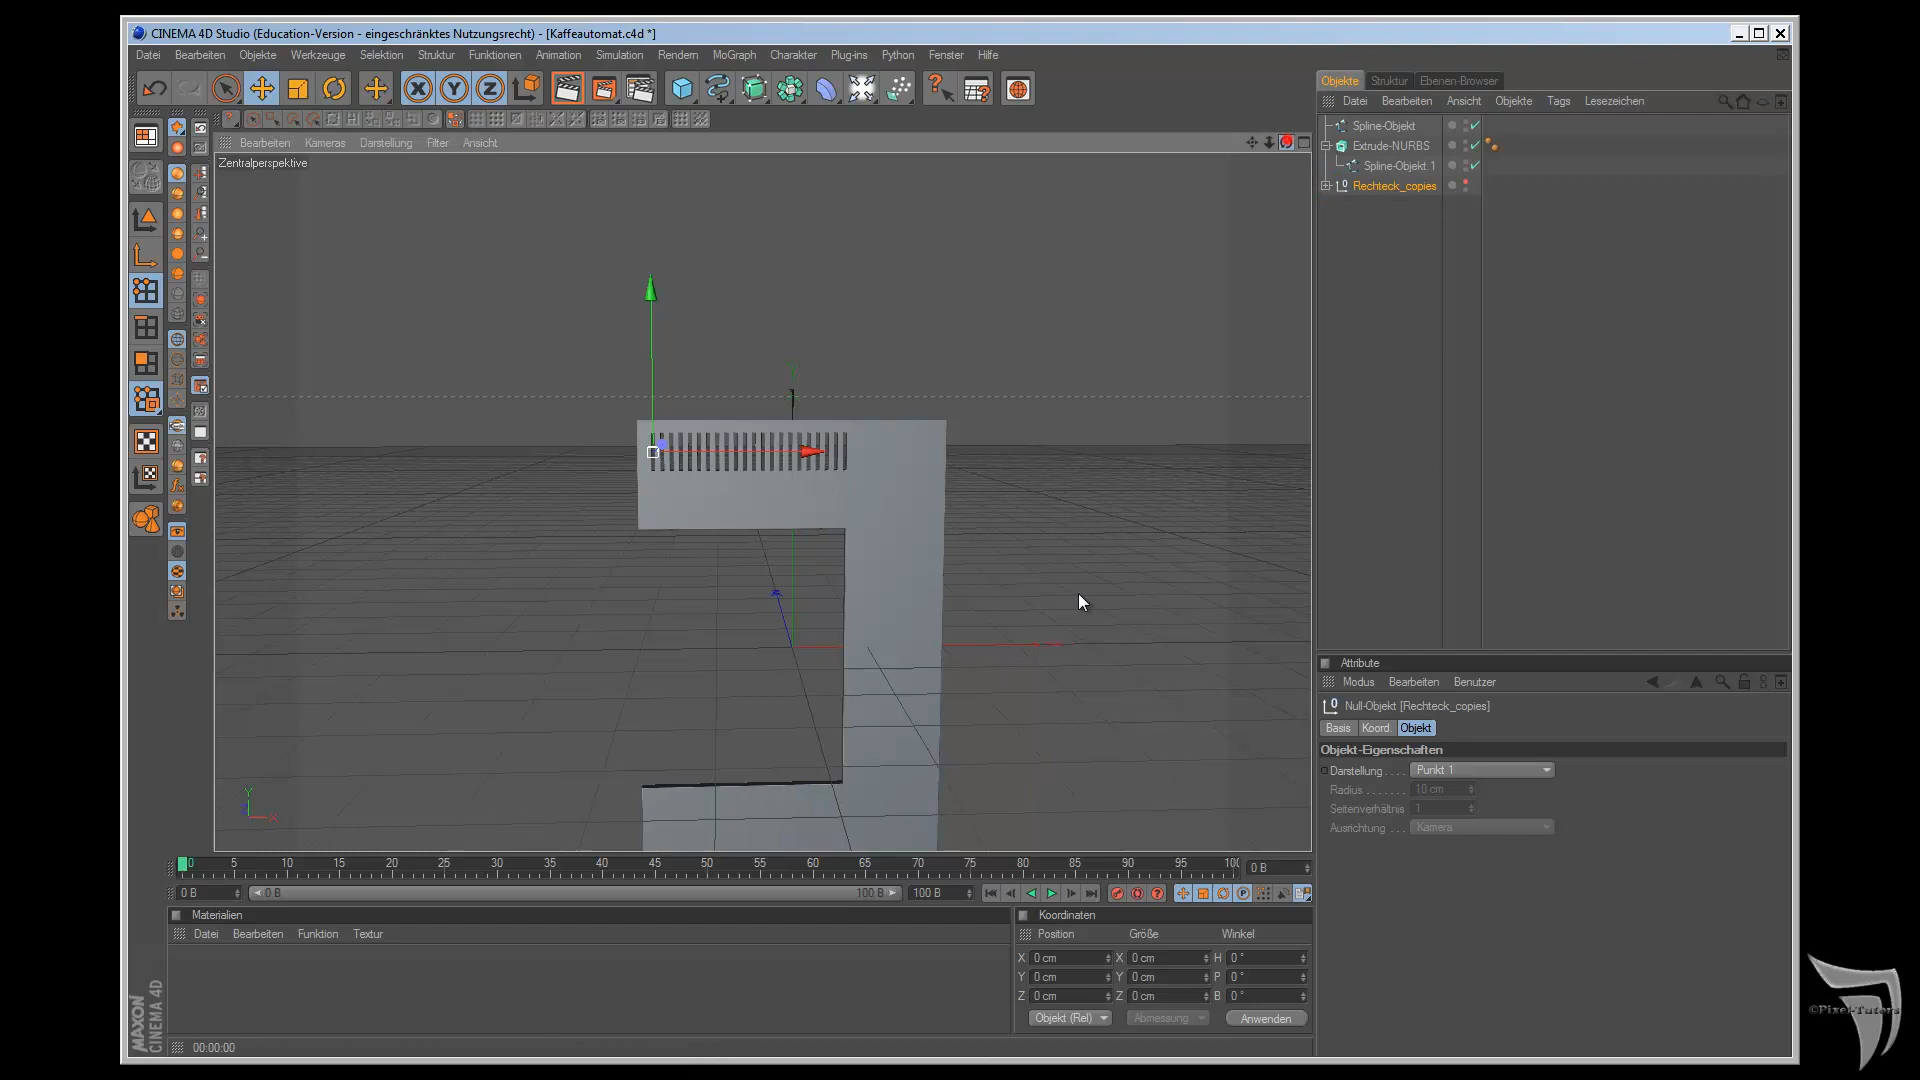 CINEMA 4D Studio (Education-Version - eingeschränktes Nutzungsrecht) - [Kaffeautomat.c4d *]
Datei Bearbeiten Objekte Werkzeuge Selektion Struktur Funktionen Animation Simulation Rendern MoGraph Charakter Plug-ins Python Fenster Hilfe
Objekte Struktur Ebenen-Browser
Datei Bearbeiten Ansicht Objekte Tags Lesezeichen
Spline-Objekt
Extrude-NURBS
Spline-Objekt.1
Rechteck_copies
Bearbeiten Kameras Darstellung Filter Ansicht
Zentralperspektive
Y
X
Attribute
Modus Bearbeiten Benutzer
Null-Objekt [Rechteck_copies]
Basis Koord. Objekt
Objekt-Eigenschaften
Darstellung . . . . Punkt 1
Radius . . . . . . . 10 cm
Seitenverhältnis 1
Ausrichtung . . . Kamera
0 5 10 15 20 25 30 35 40 45 50 55 60 65 70 75 80 85 90 95 100 0 B
0 B 0 B 100 B 100 B
Materialien
Datei Bearbeiten Funktion Textur
Koordinaten
Position Größe Winkel
X 0 cm X 0 cm H 0 °
Y 0 cm Y 0 cm P 0 °
Z 0 cm Z 0 cm B 0 °
Objekt (Rel) Abmessung Anwenden
00:00:00
MAXON
CINEMA 4D
©Pixel-Tutors